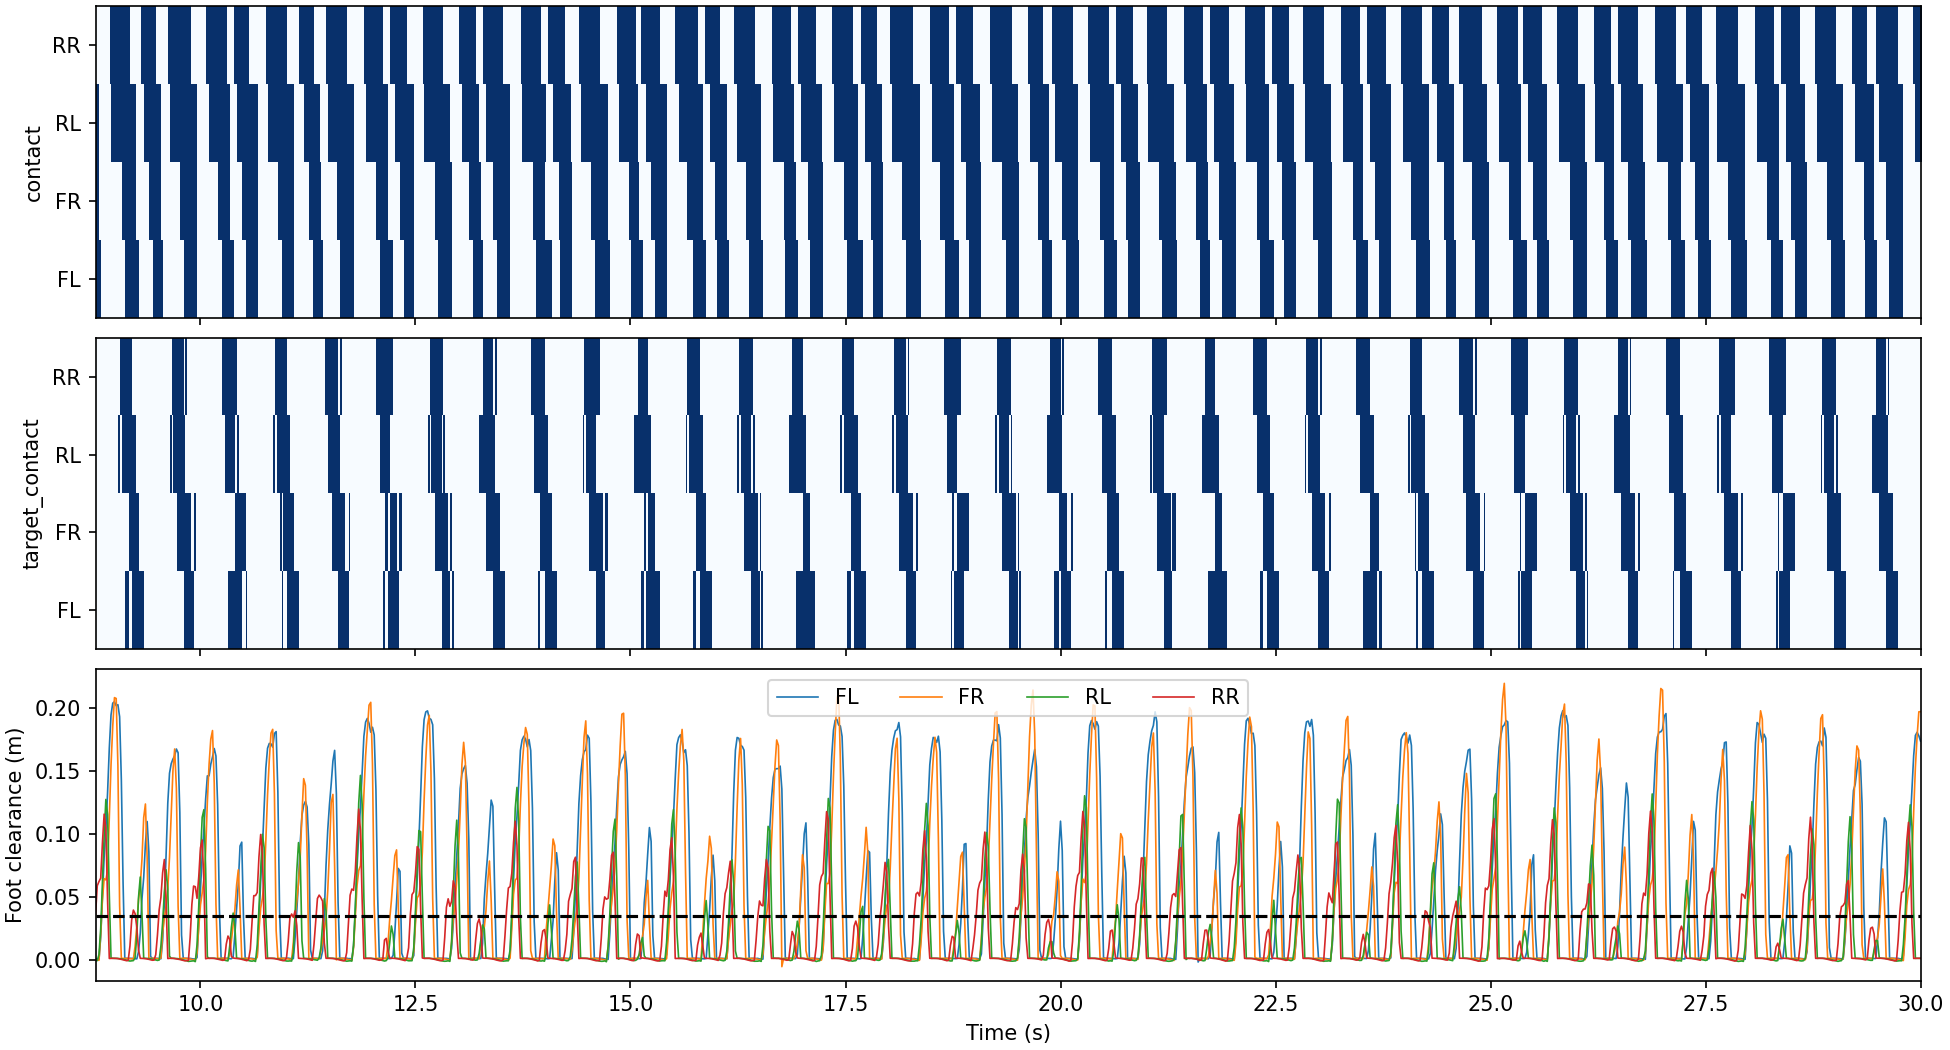 contact
RR
RL
FR
FL
target_contact
RR
RL
FR
FL
Foot clearance (m)
0.20
0.15
0.10
0.05
0.00
FL FR RL RR
10.0 12.5 15.0 17.5 20.0 22.5 25.0 27.5 30.0
Time (s)